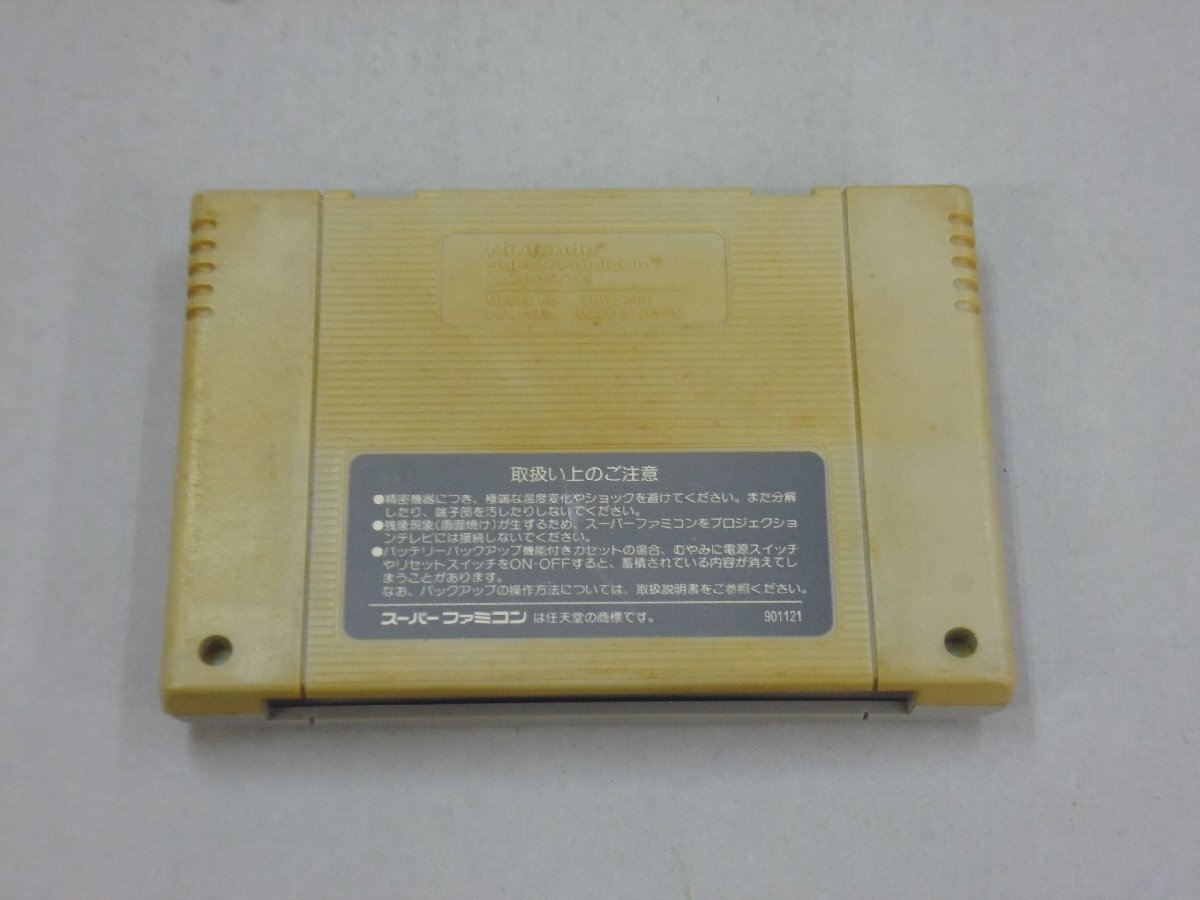 Nintendo®
SUPER Famicom®
MODEL NO. SHVC-006
PAT. PEND. MADE IN JAPAN
取扱い上のご注意
●精密機器につき、極端な温度変化やショックを避けてください。また分解
したり、端子部を汚したりしないでください。
●残像現象(画面焼け)が生ずるため、スーパーファミコンをプロジェクショ
ンテレビには接続しないでください。
●バッテリーバックアップ機能付きカセットの場合、むやみに電源スイッチ
やリセットスイッチをON・OFFすると、蓄積されている内容が消えてし
まうことがあります。
なお、バックアップの操作方法については、取扱説明書をご参照ください。
スーパーファミコン は任天堂の商標です。 901121